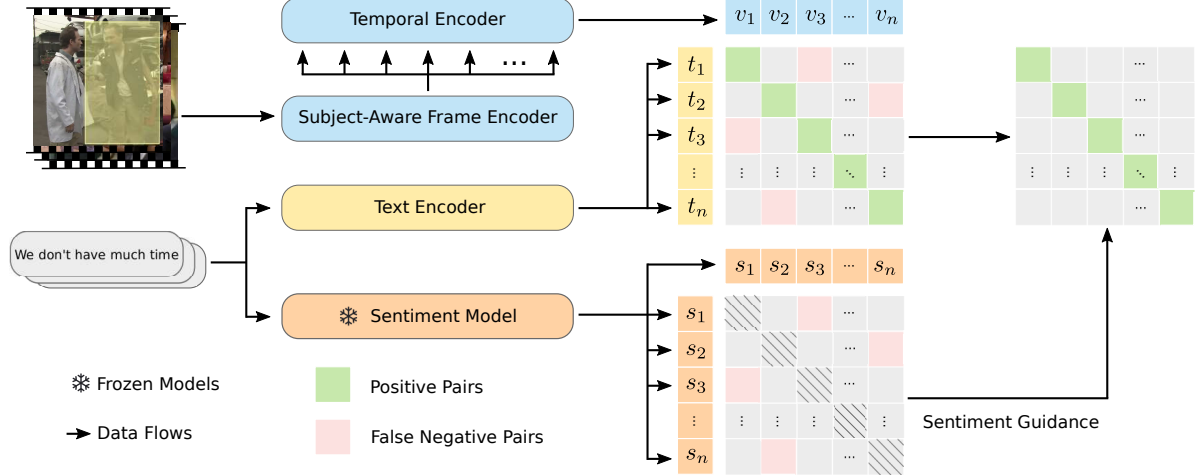 Temporal Encoder
v1 v2 v3 ... vn
...
Subject-Aware Frame Encoder
t1 ...
t2 ...
t3 ...
⋮ ⋮ ⋮ ⋮ ⋱ ⋮ ⋮ ⋮ ⋮ ⋱ ⋮
Text Encoder
tn ... ...
We don't have much time
s1 s2 s3 ... sn
Sentiment Model
s1 ...
s2 ...
s3 ...
⋮ ⋮ ⋮ ⋮ ⋮
sn ...
Frozen Models
Positive Pairs
Data Flows
False Negative Pairs
Sentiment Guidance